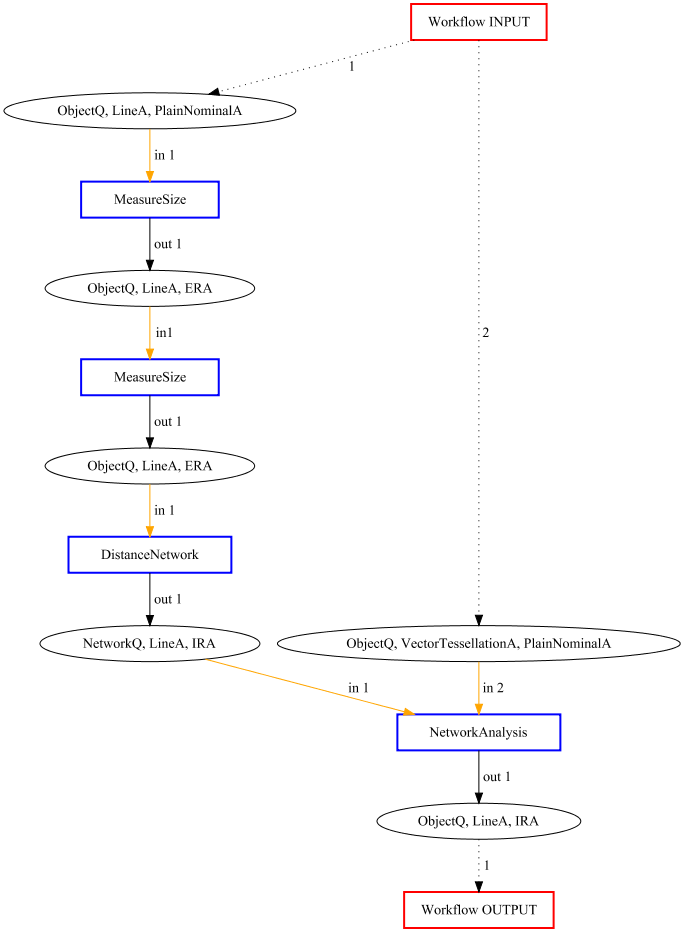 Workflow INPUT
1
ObjectQ, LineA, PlainNominalA
in 1
MeasureSize
out 1
ObjectQ, LineA, ERA
in1
2
MeasureSize
out 1
ObjectQ, LineA, ERA
in 1
DistanceNetwork
out 1
NetworkQ, LineA, IRA
ObjectQ, VectorTessellationA, PlainNominalA
in 1
in 2
NetworkAnalysis
out 1
ObjectQ, LineA, IRA
1
Workflow OUTPUT